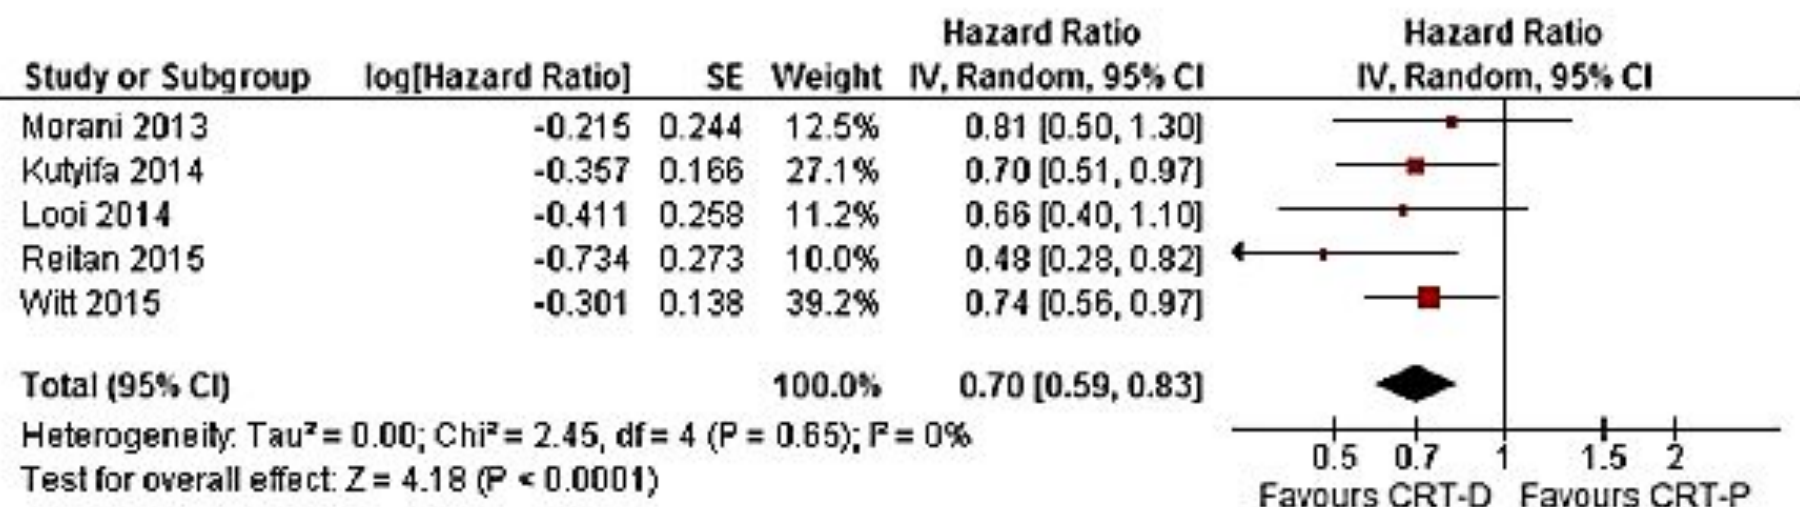 Hazard Ratio Hazard Ratio
Study or Subgroup log[Hazard Ratio] SE Weight IV, Random, 95% CI IV, Random, 95% CI
Morani 2013 -0.215 0.244 12.5% 0.81 [0.50, 1.30]
Kutyifa 2014 -0.357 0.166 27.1% 0.70 [0.51, 0.97]
Looi 2014 -0.411 0.258 11.2% 0.66 [0.40, 1.10]
Reitan 2015 -0.734 0.273 10.0% 0.48 [0.28, 0.82]
Witt 2015 -0.301 0.138 39.2% 0.74 [0.56, 0.97]
Total (95% CI) 100.0% 0.70 [0.59, 0.83]
Heterogeneity: Tau² = 0.00; Chi² = 2.45, df = 4 (P = 0.65); I² = 0%
Test for overall effect: Z = 4.18 (P < 0.0001)
0.5 0.7 1 1.5 2
Favours CRT-D Favours CRT-P